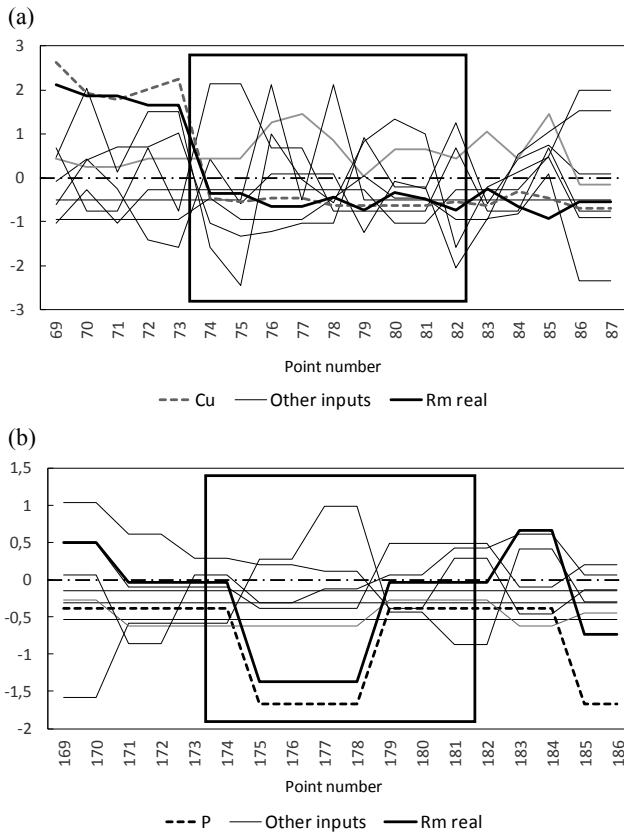 (a)
3
2
1
0
-1
-2
-3
69 70 71 72 73 74 75 76 77 78 79 80 81 82 83 84 85 86 87
Point number
Cu Other inputs Rm real
(b)
1,5
1
0,5
0
-0,5
-1
-1,5
-2
169 170 171 172 173 174 175 176 177 178 179 180 181 182 183 184 185 186
Point number
P Other inputs Rm real